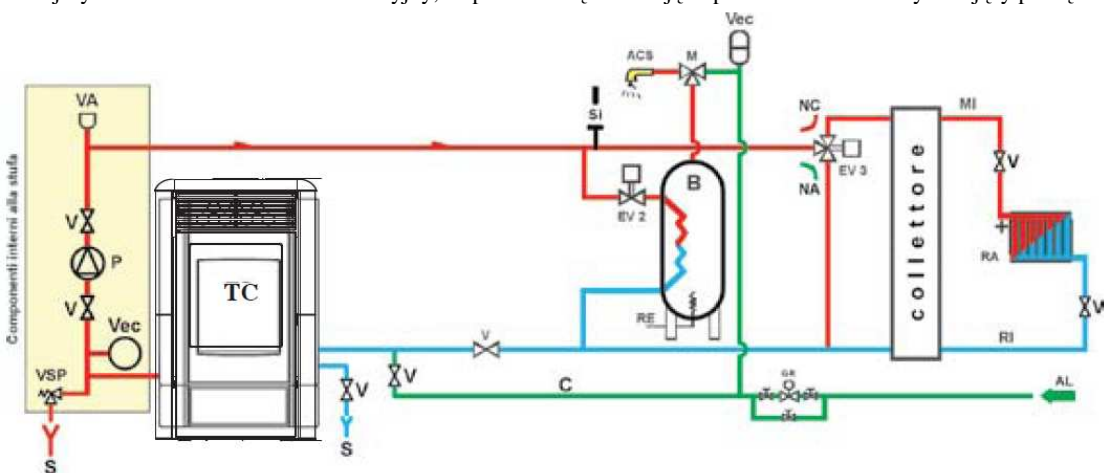 Vec
ACS
M
VA
Si
NC
MI
V
Componenti interni alla stufa
B
EV 3
NA
EV 2
collettore
V
P
TC
RA
V
Vec
RE
V
V
RI
VSP
V
V
C
GR
AL
S
S